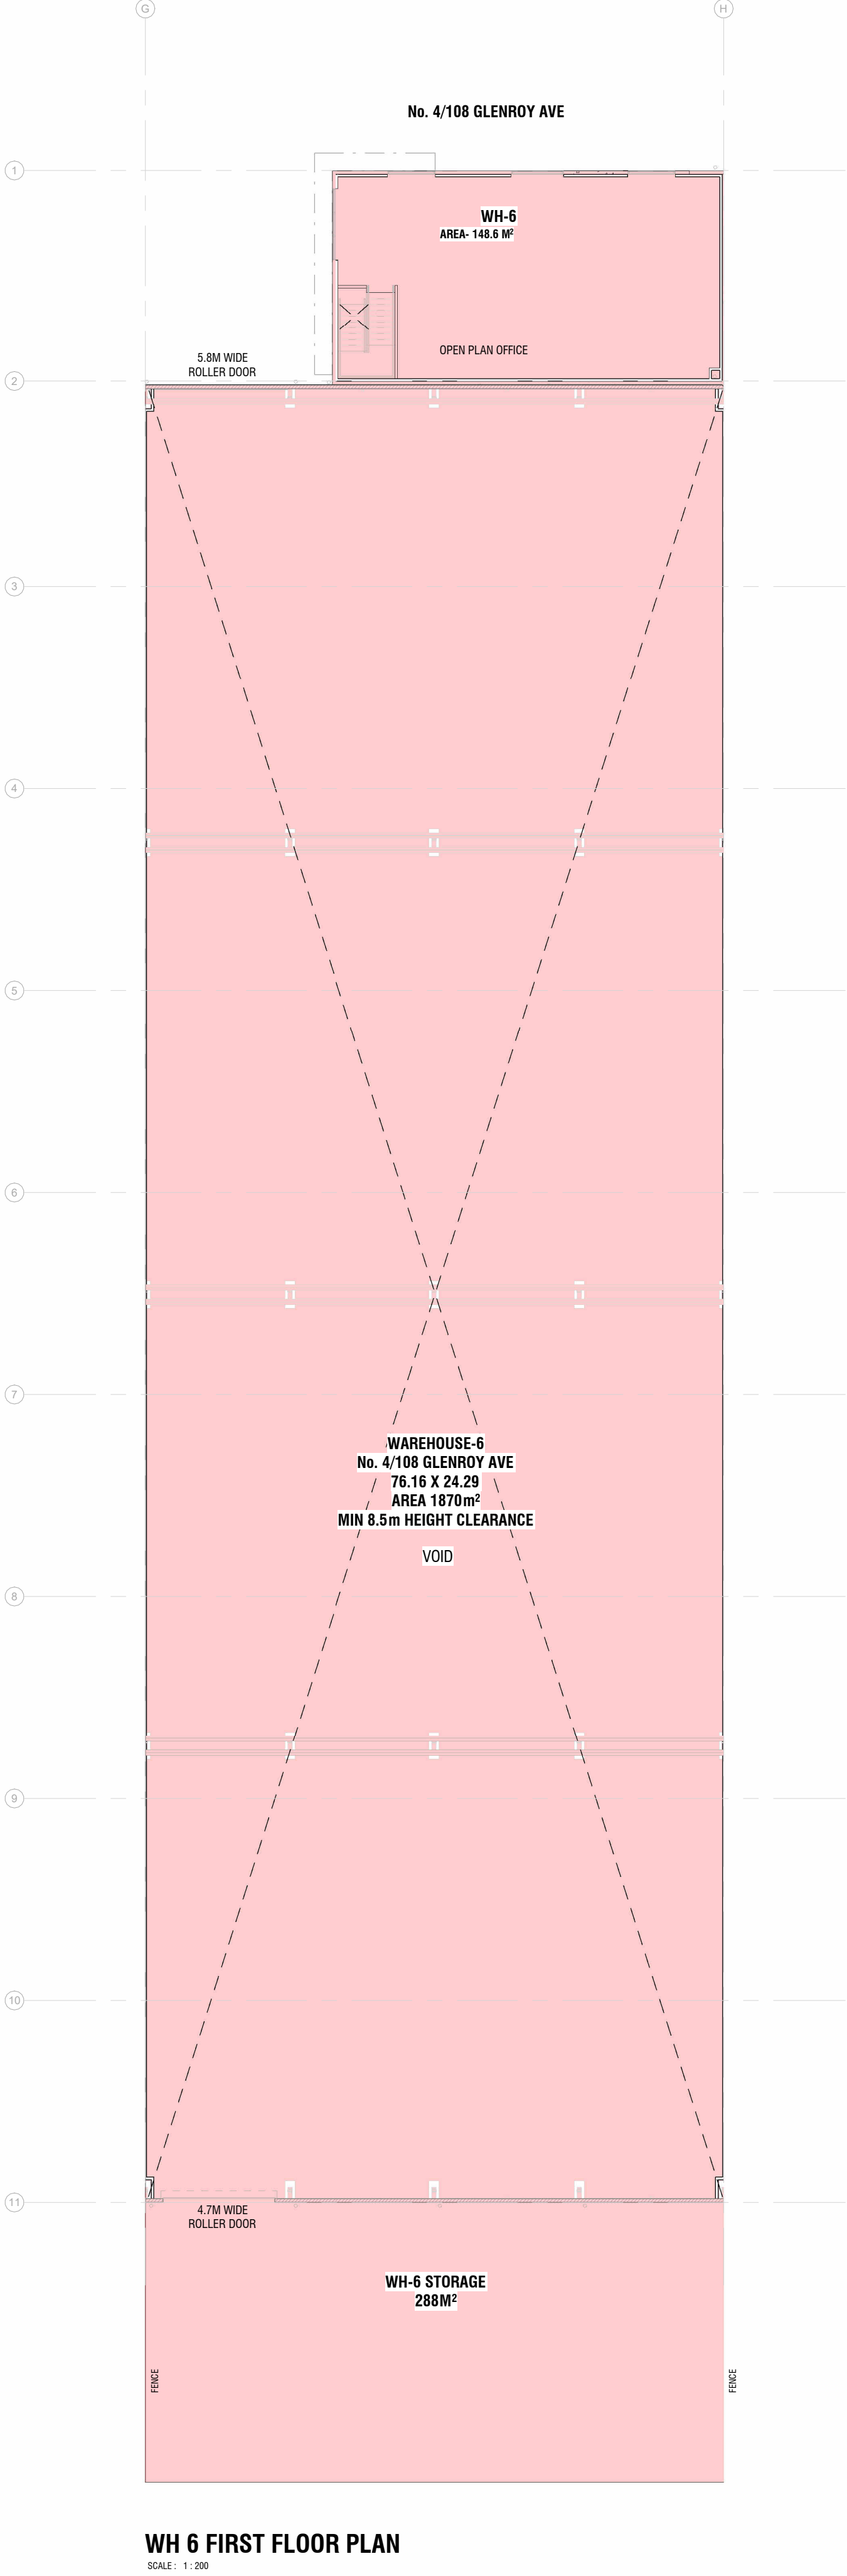 G
H
No. 4/108 GLENROY AVE
1
WH-6
AREA- 148.6 M²
OPEN PLAN OFFICE
5.8M WIDE
ROLLER DOOR
2
3
4
5
6
7
WAREHOUSE-6
No. 4/108 GLENROY AVE
76.16 X 24.29
AREA 1870m²
MIN 8.5m HEIGHT CLEARANCE
VOID
8
9
10
11
4.7M WIDE
ROLLER DOOR
WH-6 STORAGE
288M²
FENCE
FENCE
WH 6 FIRST FLOOR PLAN
SCALE : 1 : 200